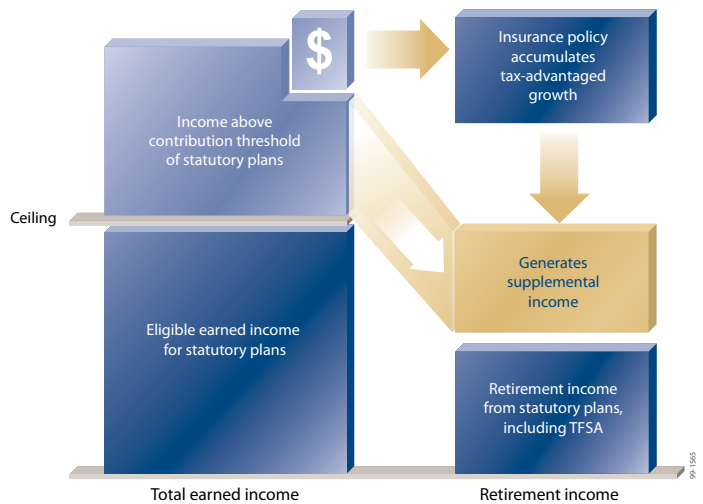 $
Insurance policy
accumulates
tax-advantaged
growth
Income above
contribution threshold
of statutory plans
Ceiling
Generates
supplemental
income
Eligible earned income
for statutory plans
Retirement income
from statutory plans,
including TFSA
99-1565
Total earned income
Retirement income